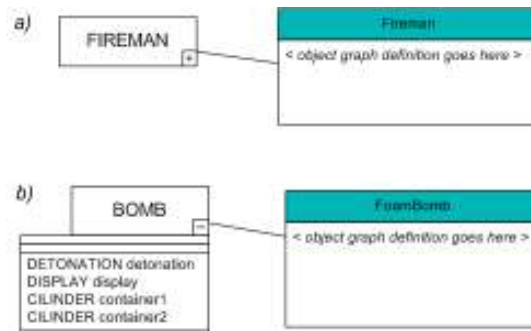 a)
FIREMAN
+
Fireman
< object graph definition goes here >
b)
BOMB
−
FoamBomb
< object graph definition goes here >
DETONATION detonation
DISPLAY display
CILINDER container1
CILINDER container2